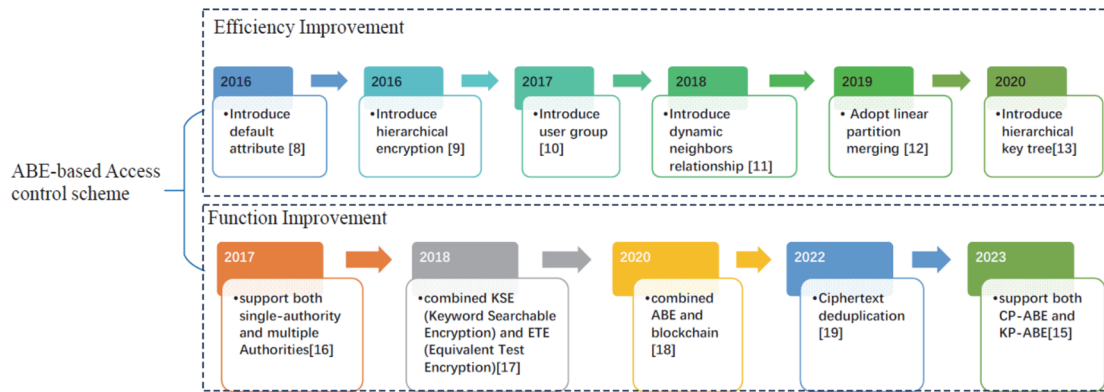 Efficiency Improvement
2016
2016
2017
2018
2019
2020
•Introduce
default
attribute [8]
•Introduce
hierarchical
encryption [9]
•Introduce
user group
[10]
•Introduce
dynamic
neighbors
relationship [11]
• Adopt linear
partition
merging [12]
•Introduce
hierarchical
key tree[13]
ABE-based Access
control scheme
Function Improvement
2017
2018
2020
2022
2023
•support both
single-authority
and multiple
Authorities[16]
•combined KSE
(Keyword Searchable
Encryption) and ETE
(Equivalent Test
Encryption)[17]
•combined
ABE and
blockchain
[18]
•Ciphertext
deduplication
[19]
•support both
CP-ABE and
KP-ABE[15]